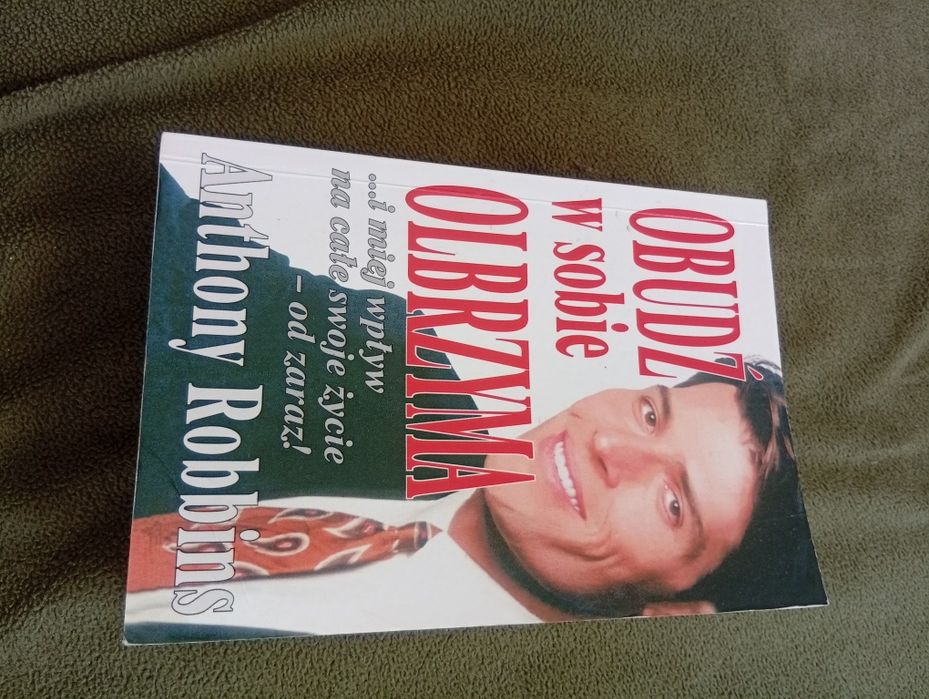 OBUDŹ
w sobie
OLBRZYMA
...i miej wpływ
na całe swoje życie
– od zaraz!
Anthony Robbins